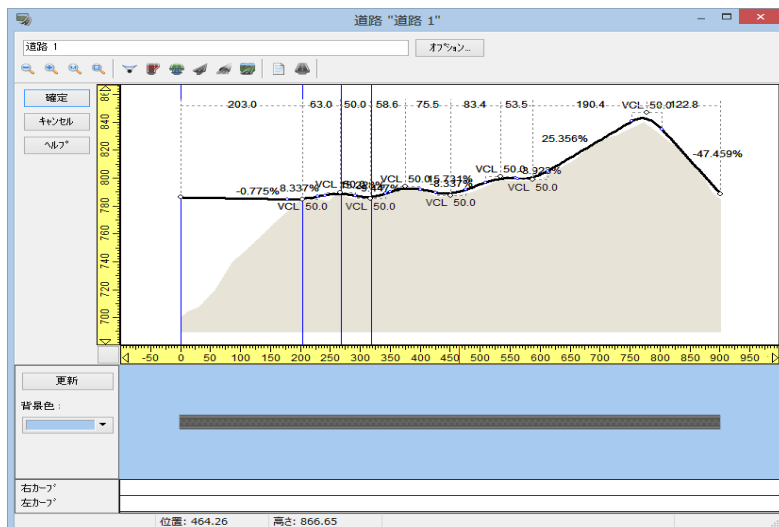 道路 "道路 1"
道路 1
ｵﾌﾟｼｮﾝ...
確定
ｷｬﾝｾﾙ
ﾍﾙﾌﾟ
203.0 63.0 50.0 58.6 75.5 83.4 53.5 190.4 VCL 50.0 122.8
25.356%
-47.459%
-0.775% 8.337%
VCL 50.0
VCL 50.0 15.731%
-8.337%
VCL 50.0
-8.923%
VCL 50.0
VCL 50.0
VCL 50.0
VCL 50.0
860
840
820
800
780
760
740
720
700
-50 0 50 100 150 200 250 300 350 400 450 500 550 600 650 700 750 800 850 900 950
更新
背景色 :
右ｶｰﾌﾞ
左ｶｰﾌﾞ
位置: 464.26 高さ: 866.65